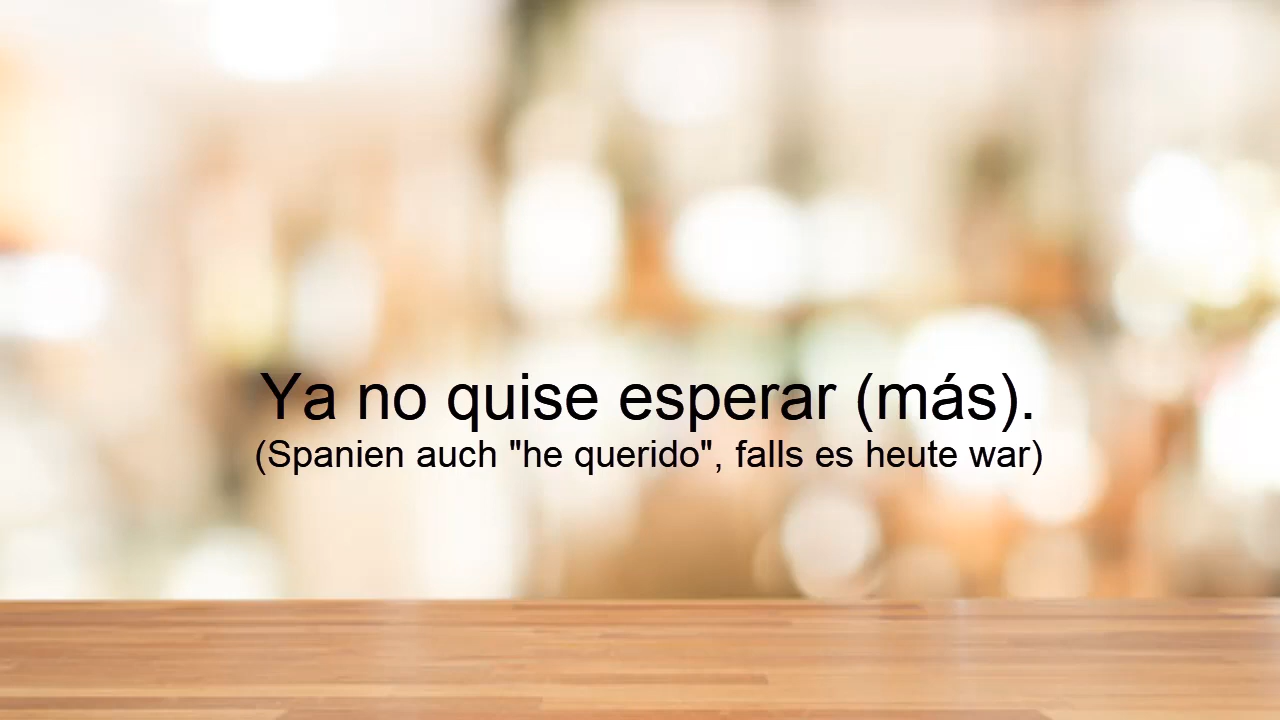 Ya no quise esperar (más).
(Spanien auch "he querido", falls es heute war)